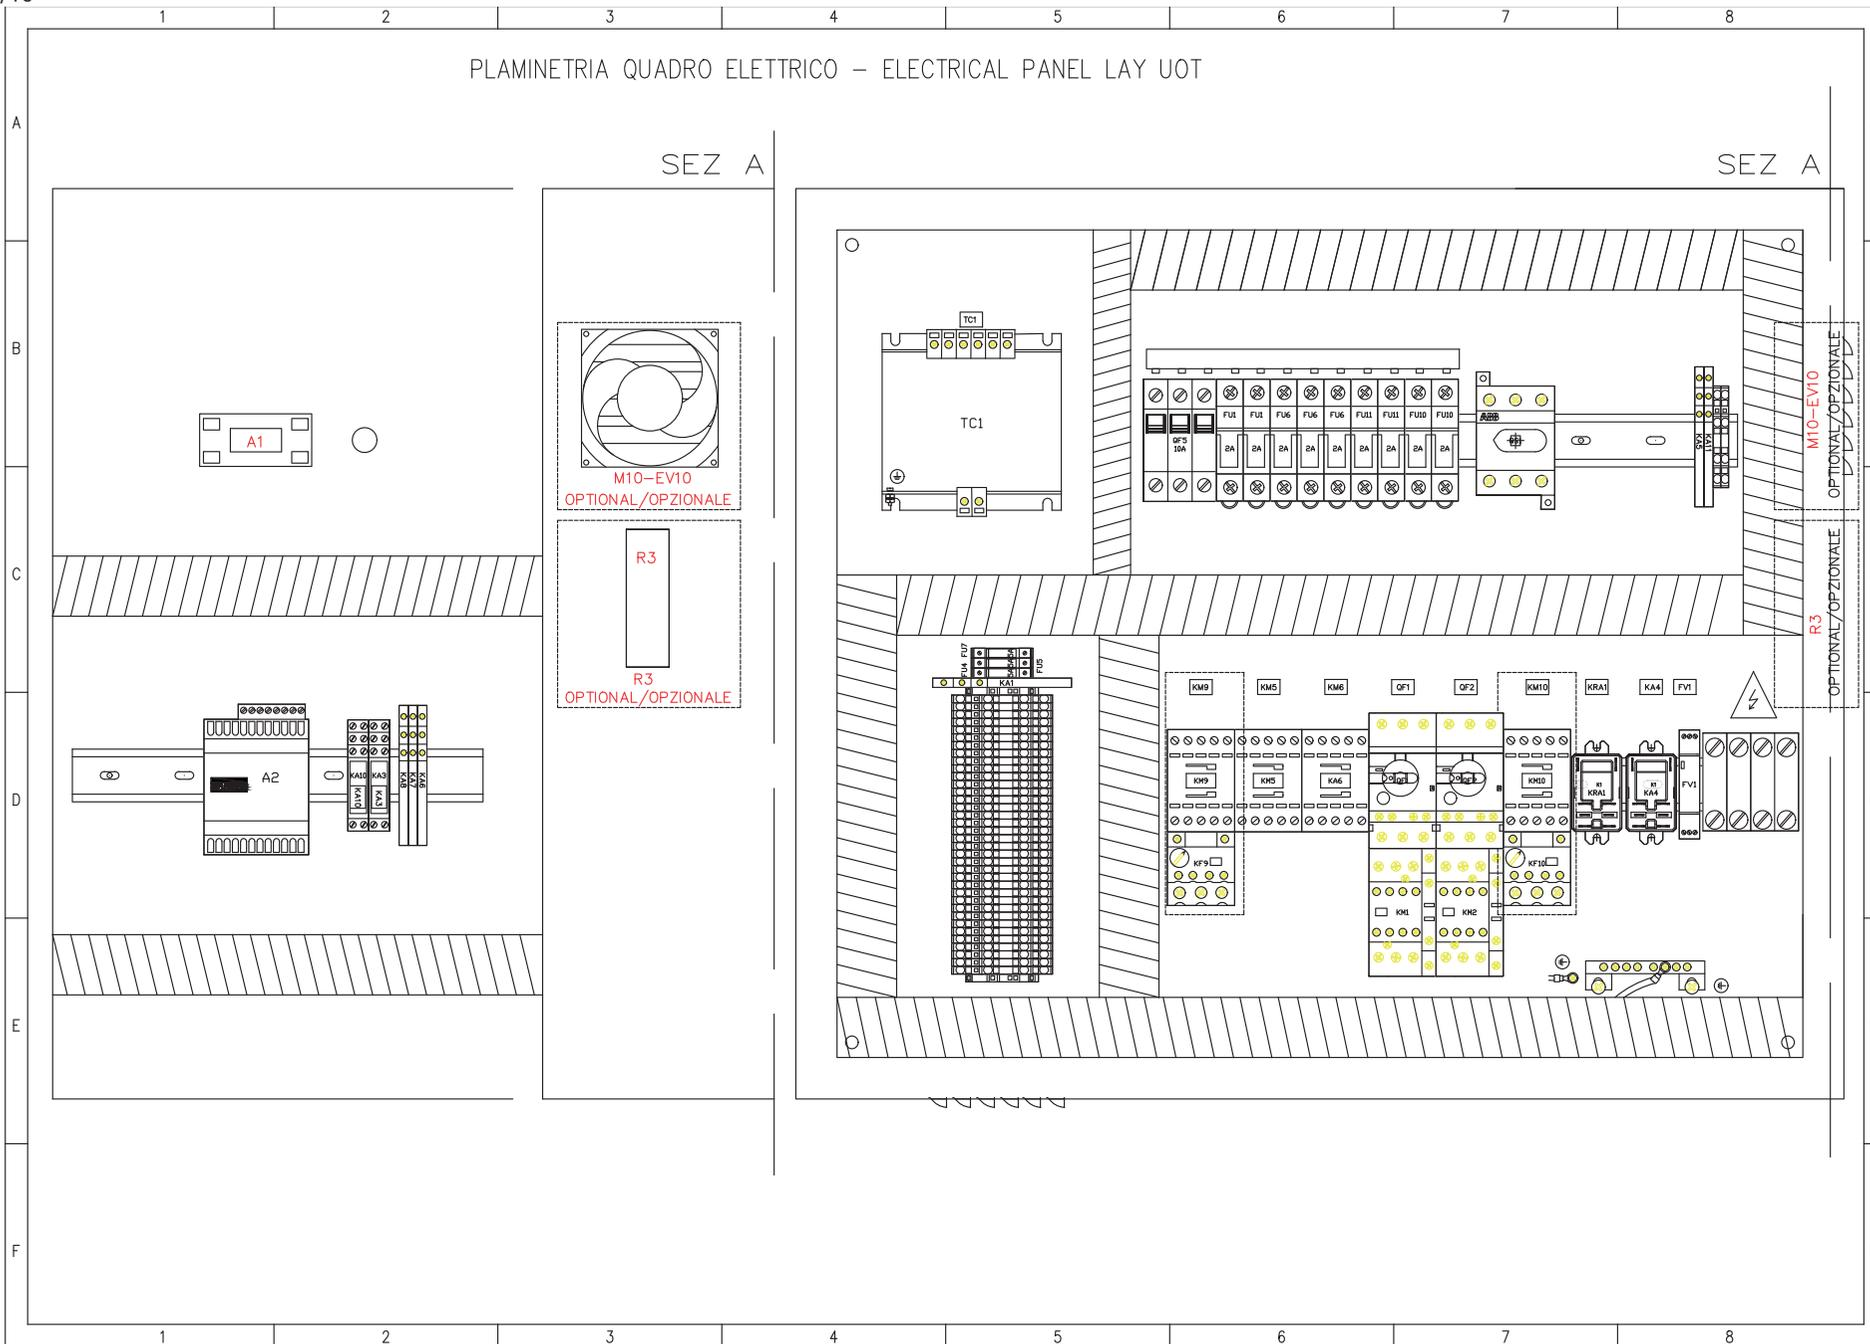 1 2 3 4 5 6 7 8
PLAMINETRIA QUADRO ELETTRICO - ELECTRICAL PANEL LAY UOT
A
SEZ A
SEZ A
B
TC1
A1
TC1
M10-EV10
OPTIONAL/OPZIONALE
QF5
10A
FU1 FU1 FU6 FU6 FU6 FU11 FU11 FU10 FU10
2A 2A 2A 2A 2A 2A 2A 2A 2A
ABB
KA5
KA11
M10-EV10
OPTIONAL/OPZIONALE
C
R3
R3
OPTIONAL/OPZIONALE
R3
OPTIONAL/OPZIONALE
FU7
FU4
FU5
KA1
KM9 KM5 KM6 QF1 QF2 KM10 KRA1 KA4 FV1
D
A2
KA10 KA3
KA10 KA3
KA8
KA7
KA6
KM9 KM5 KA6 KM10
K1
KRA1
K1
KA4
FV1
KF9 KF10
KM1 KM2
E
F
1 2 3 4 5 6 7 8